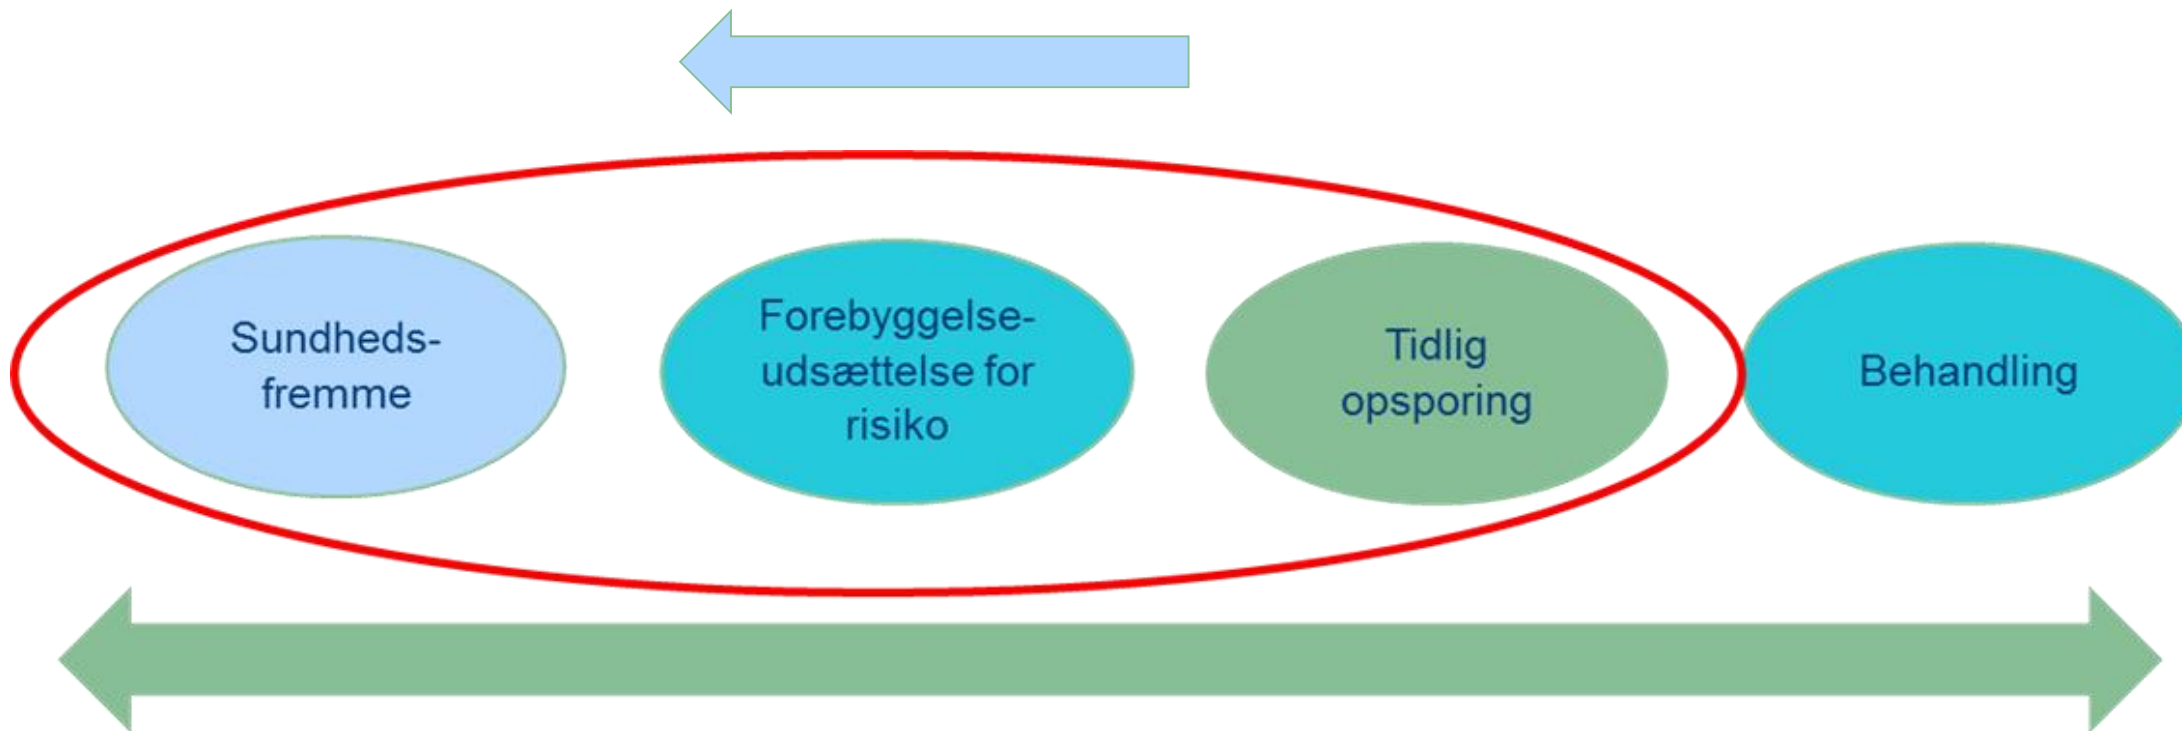 Sundheds-
fremme
Forebyggelse-
udsættelse for
risiko
Tidlig
opsporing
Behandling